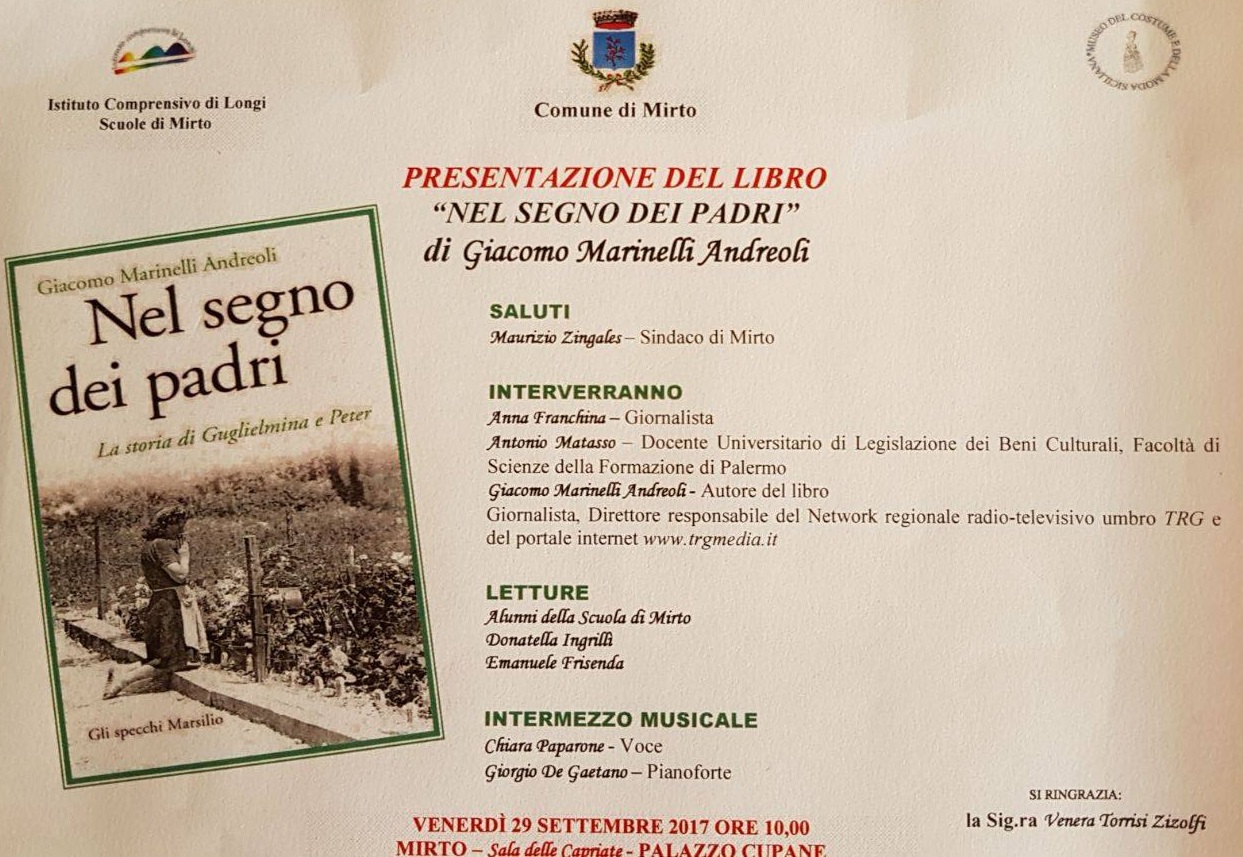 Istituto Comprensivo di Longi
Scuole di Mirto
Comune di Mirto
MUSEO DEL COSTUME E DELLA MODA SICILIANA
PRESENTAZIONE DEL LIBRO
“NEL SEGNO DEI PADRI”
di Giacomo Marinelli Andreoli
Giacomo Marinelli Andreoli
Nel segno
dei padri
La storia di Guglielmina e Peter
Gli specchi Marsilio
SALUTI
Maurizio Zingales – Sindaco di Mirto
INTERVERRANNO
Anna Franchina – Giornalista
Antonio Matasso – Docente Universitario di Legislazione dei Beni Culturali, Facoltà di
Scienze della Formazione di Palermo
Giacomo Marinelli Andreoli - Autore del libro
Giornalista, Direttore responsabile del Network regionale radio-televisivo umbro TRG e
del portale internet www.trgmedia.it
LETTURE
Alunni della Scuola di Mirto
Donatella Ingrillì
Emanuele Frisenda
INTERMEZZO MUSICALE
Chiara Paparone - Voce
Giorgio De Gaetano – Pianoforte
SI RINGRAZIA:
la Sig.ra Venera Torrisi Zizolfi
VENERDÌ 29 SETTEMBRE 2017 ORE 10,00
MIRTO – Sala delle Capriate - PALAZZO CUPANE